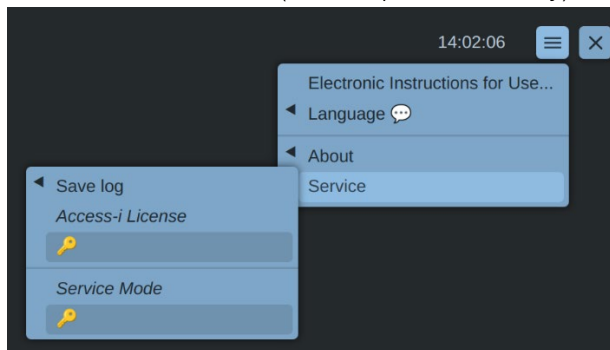 14:02:06
Electronic Instructions for Use...
Language
About
Service
Save log
Access-i License
Service Mode